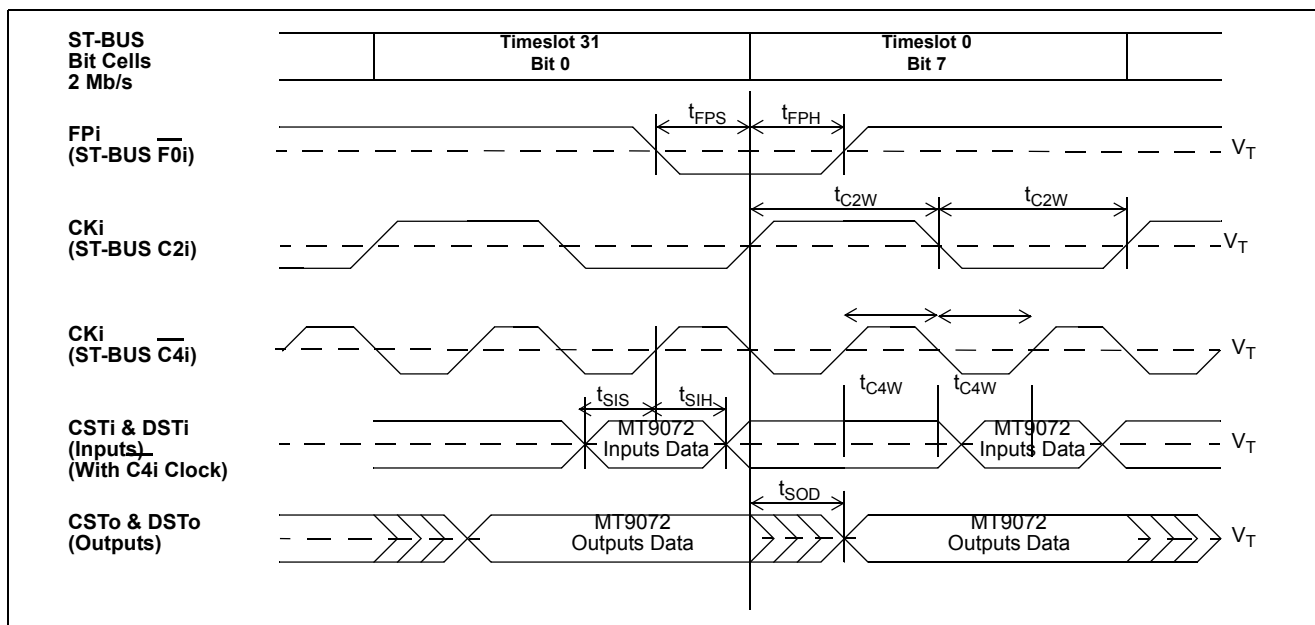 ST-BUS
Bit Cells
2 Mb/s
Timeslot 31
Bit 0
Timeslot 0
Bit 7
FPi
(ST-BUS F0i)
tFPS
tFPH
VT
CKi
(ST-BUS C2i)
tC2W
tC2W
VT
CKi
(ST-BUS C4i)
VT
tC4W
tC4W
CSTi & DSTi
(Inputs)
(With C4i Clock)
tSIS
tSIH
MT9072
Inputs Data
MT9072
Inputs Data
VT
CSTo & DSTo
(Outputs)
tSOD
MT9072
Outputs Data
MT9072
Outputs Data
VT